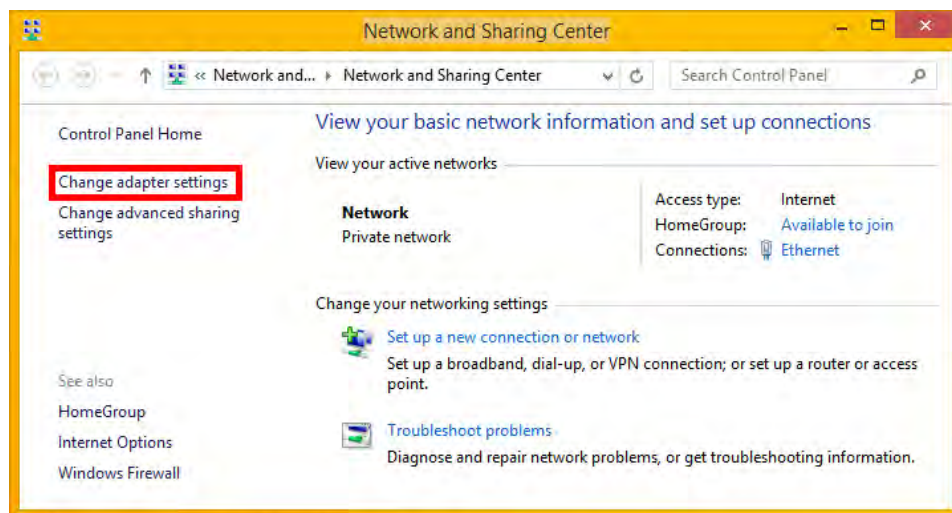 Network and Sharing Center
« Network and... ▸ Network and Sharing Center
Search Control Panel
Control Panel Home
Change adapter settings
Change advanced sharing
settings
See also
HomeGroup
Internet Options
Windows Firewall
View your basic network information and set up connections
View your active networks
Network
Private network
Access type: Internet
HomeGroup: Available to join
Connections: Ethernet
Change your networking settings
Set up a new connection or network
Set up a broadband, dial-up, or VPN connection; or set up a router or access
point.
Troubleshoot problems
Diagnose and repair network problems, or get troubleshooting information.